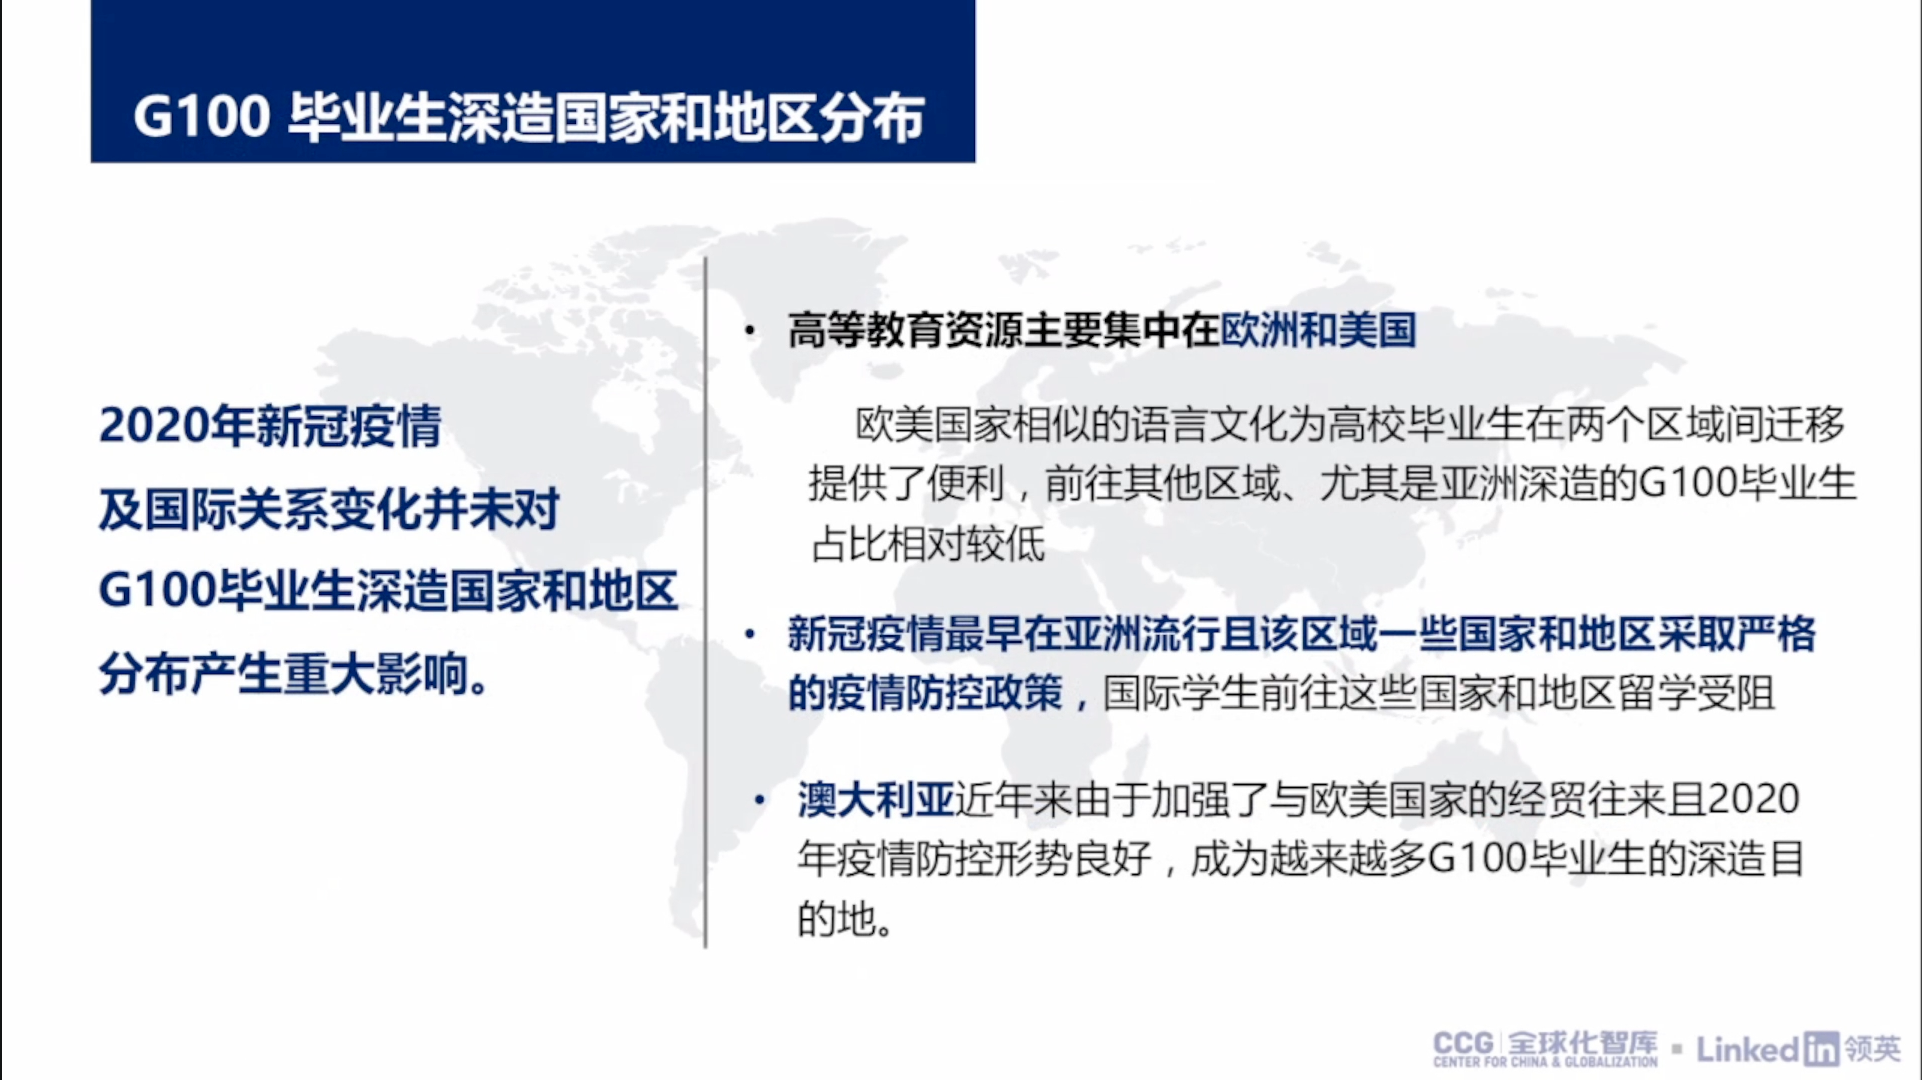 G100 毕业生深造国家和地区分布
2020年新冠疫情
及国际关系变化并未对
G100毕业生深造国家和地区
分布产生重大影响。
• 高等教育资源主要集中在欧洲和美国
欧美国家相似的语言文化为高校毕业生在两个区域间迁移
提供了便利，前往其他区域、尤其是亚洲深造的G100毕业生
占比相对较低
• 新冠疫情最早在亚洲流行且该区域一些国家和地区采取严格
的疫情防控政策，国际学生前往这些国家和地区留学受阻
• 澳大利亚近年来由于加强了与欧美国家的经贸往来且2020
年疫情防控形势良好，成为越来越多G100毕业生的深造目
的地。
CCG 全球化智库
CENTER FOR CHINA & GLOBALIZATION
LinkedIn 领英